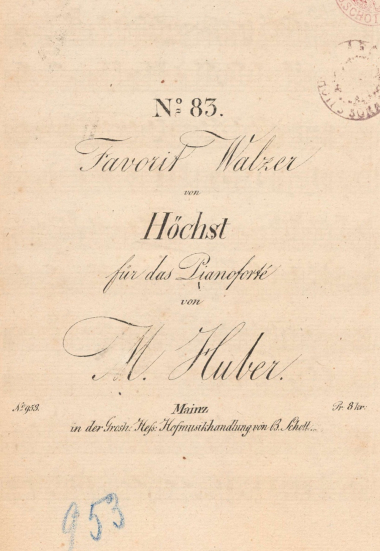 No. 83.
Favorit Walzer
von
Höchst
für das Pianoforté
von
M. Huber.
No. 953. Mainz Pr. 8 kr.
in der Grosh. Heſs. Hofmusikhandlung von B. Schott
953